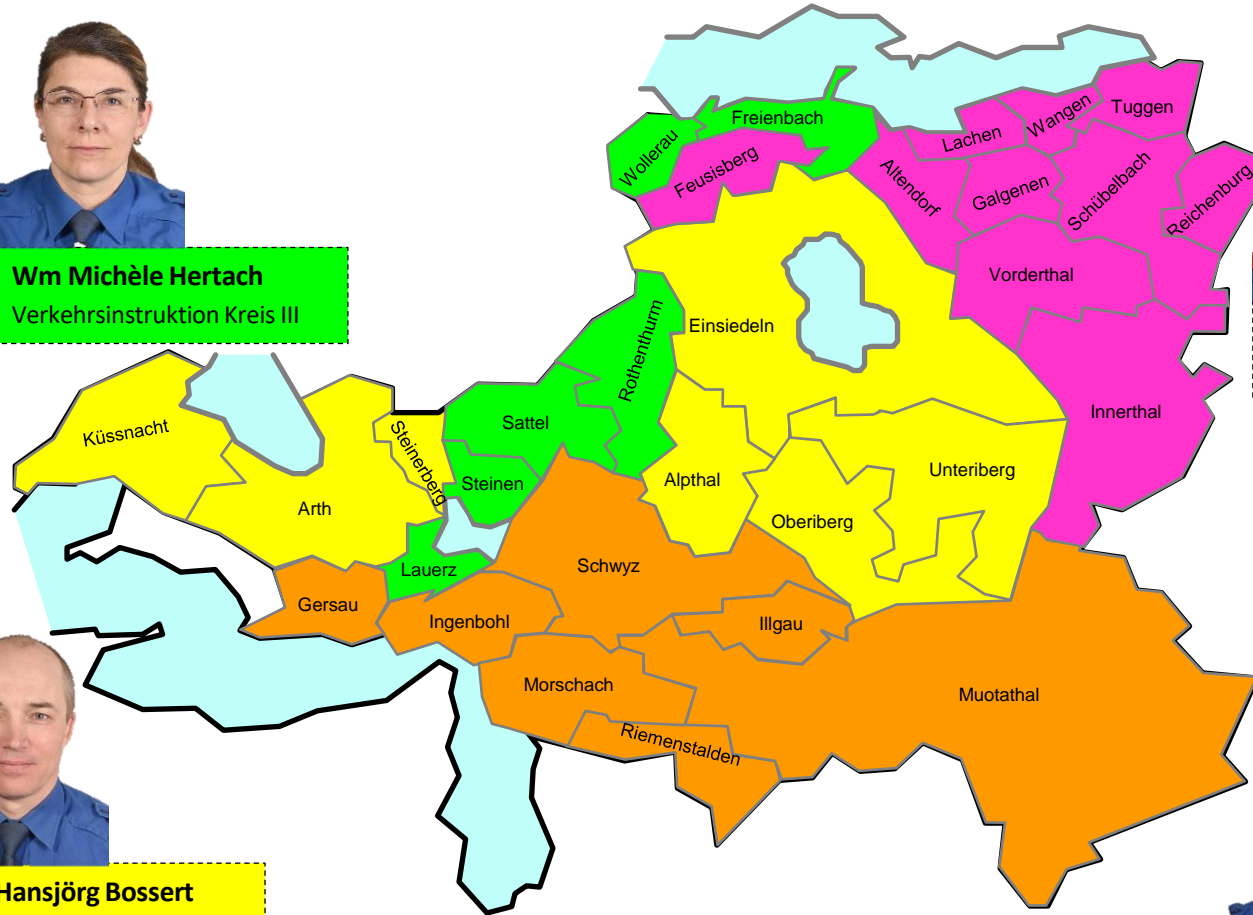 Wm Michèle Hertach
Verkehrsinstruktion Kreis III
Hansjörg Bossert
Wollerau
Freienbach
Feusisberg
Lachen
Wangen
Tuggen
Altendorf
Galgenen
Schübelbach
Reichenburg
Vorderthal
Innerthal
Einsiedeln
Rothenthurm
Küssnacht
Steinerberg
Sattel
Steinen
Arth
Alpthal
Unteriberg
Oberiberg
Lauerz
Schwyz
Gersau
Ingenbohl
Illgau
Morschach
Muotathal
Riemenstalden